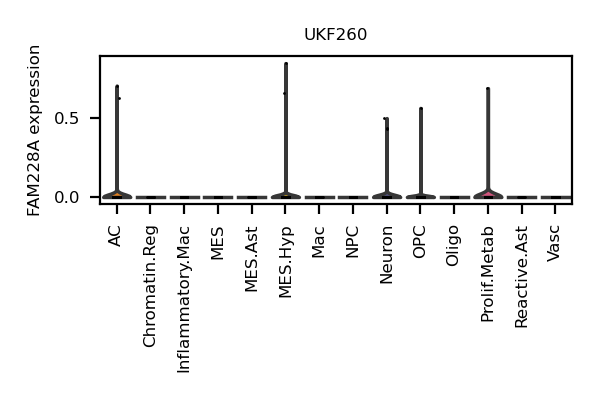 UKF260
FAM228A expression
0.5
0.0
AC
Chromatin.Reg
Inflammatory.Mac
MES
MES.Ast
MES.Hyp
Mac
NPC
Neuron
OPC
Oligo
Prolif.Metab
Reactive.Ast
Vasc